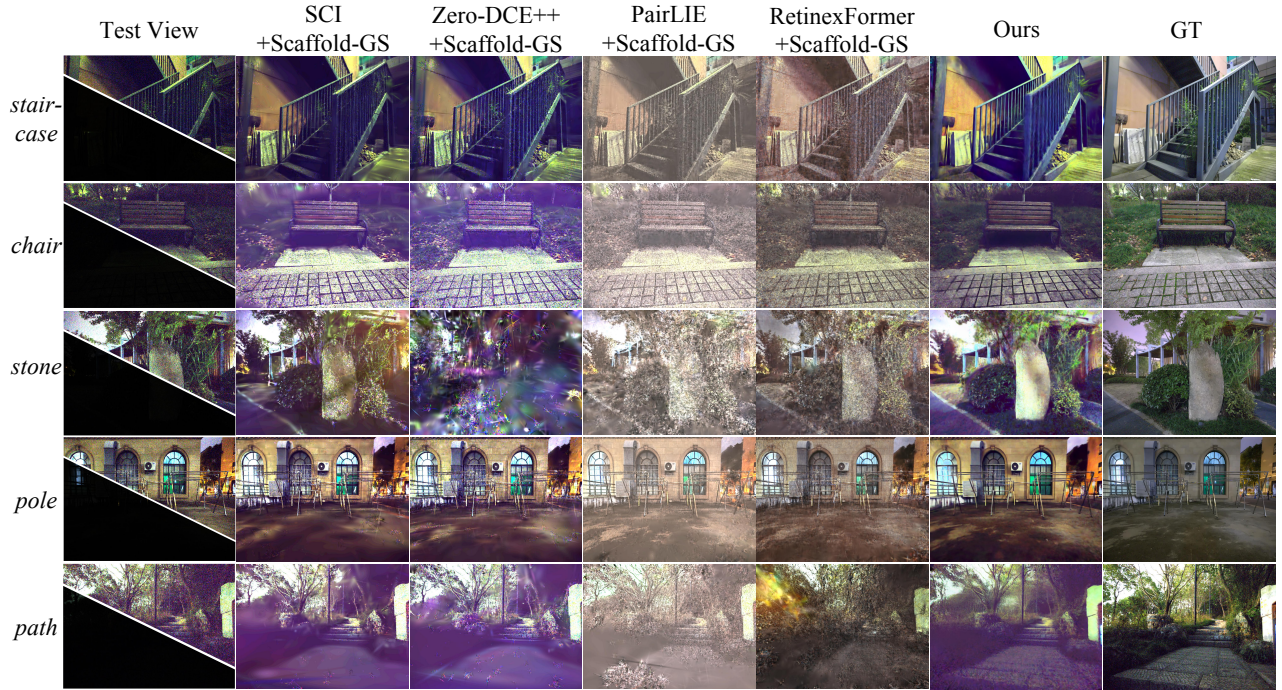 Test View
SCI
+Scaffold-GS
Zero-DCE++
+Scaffold-GS
PairLIE
+Scaffold-GS
RetinexFormer
+Scaffold-GS
Ours
GT
stair-
case
chair
stone
pole
path